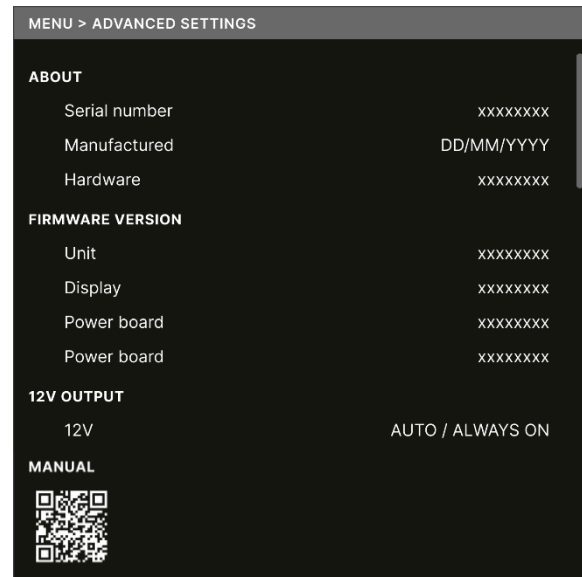 MENU > ADVANCED SETTINGS
ABOUT
Serial number xxxxxxxx
Manufactured DD/MM/YYYY
Hardware xxxxxxxx
FIRMWARE VERSION
Unit xxxxxxxx
Display xxxxxxxx
Power board xxxxxxxx
Power board xxxxxxxx
12V OUTPUT
12V AUTO / ALWAYS ON
MANUAL